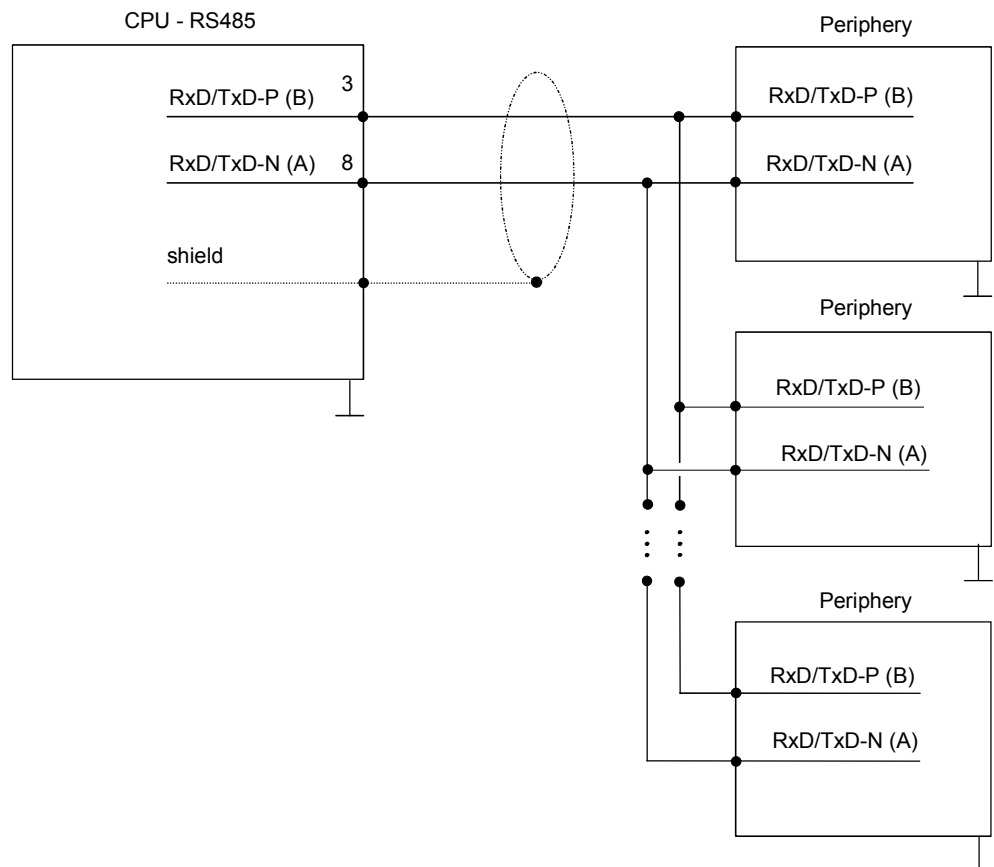 CPU - RS485
Periphery
3
RxD/TxD-P (B)
RxD/TxD-P (B)
RxD/TxD-N (A)
8
RxD/TxD-N (A)
shield
Periphery
RxD/TxD-P (B)
RxD/TxD-N (A)
Periphery
RxD/TxD-P (B)
RxD/TxD-N (A)